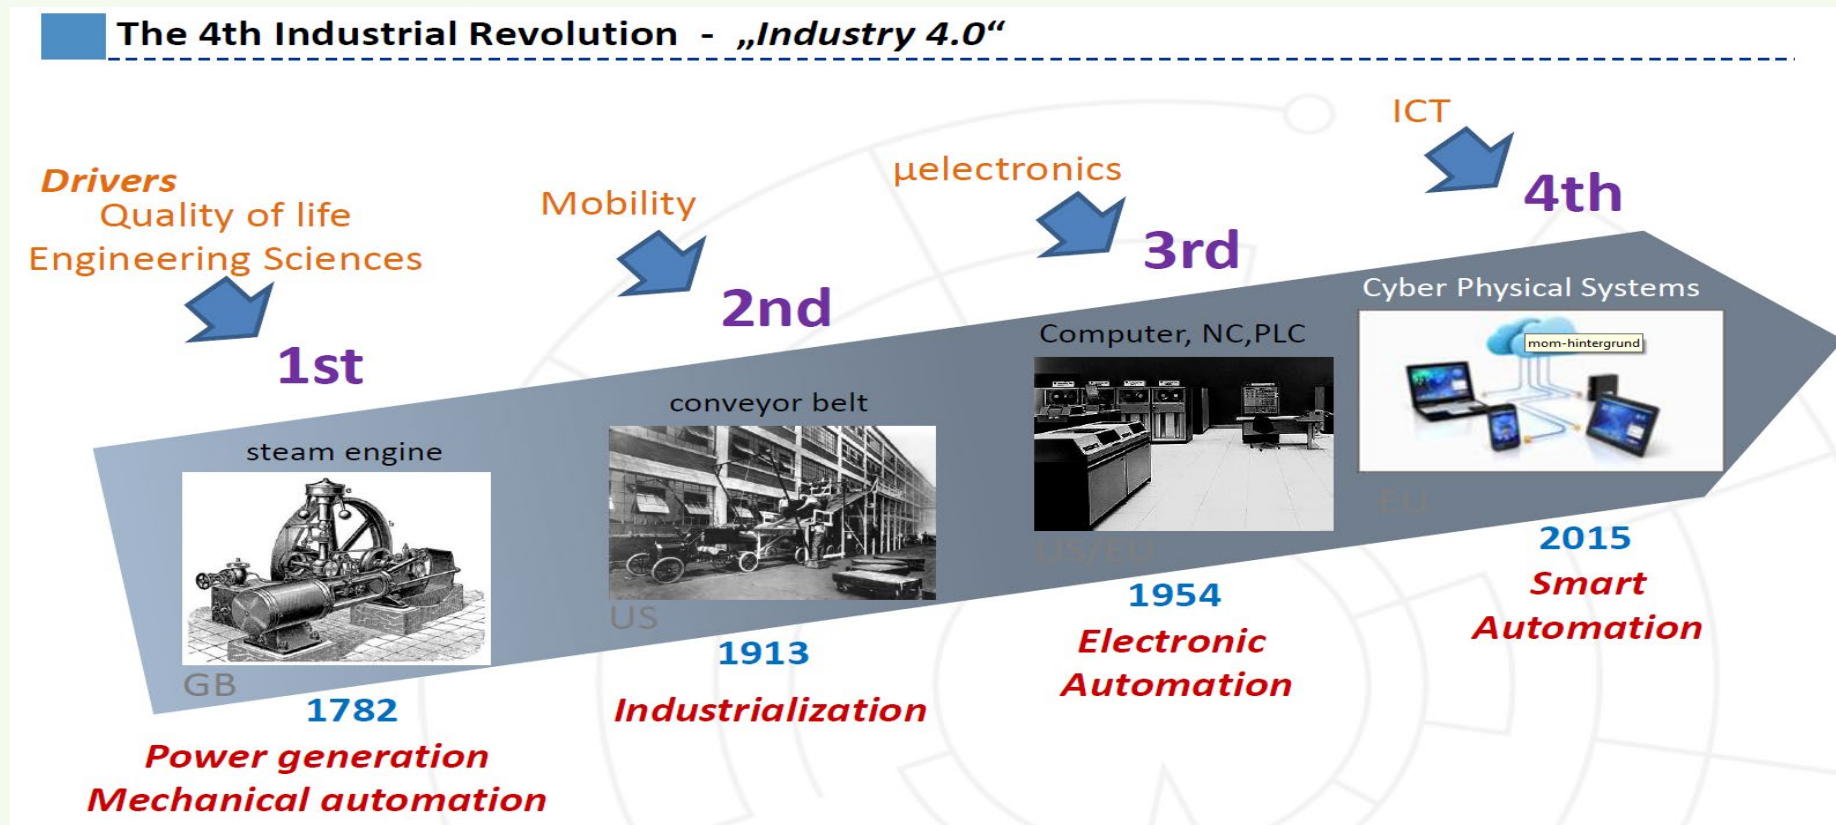 The 4th Industrial Revolution - „Industry 4.0“
Drivers
Quality of life
Engineering Sciences
1st
steam engine
GB
1782
Power generation
Mechanical automation
Mobility
2nd
conveyor belt
US
1913
Industrialization
µelectronics
3rd
Computer, NC,PLC
US/EU
1954
Electronic
Automation
ICT
4th
Cyber Physical Systems
mom-hintergrund
EU
2015
Smart
Automation